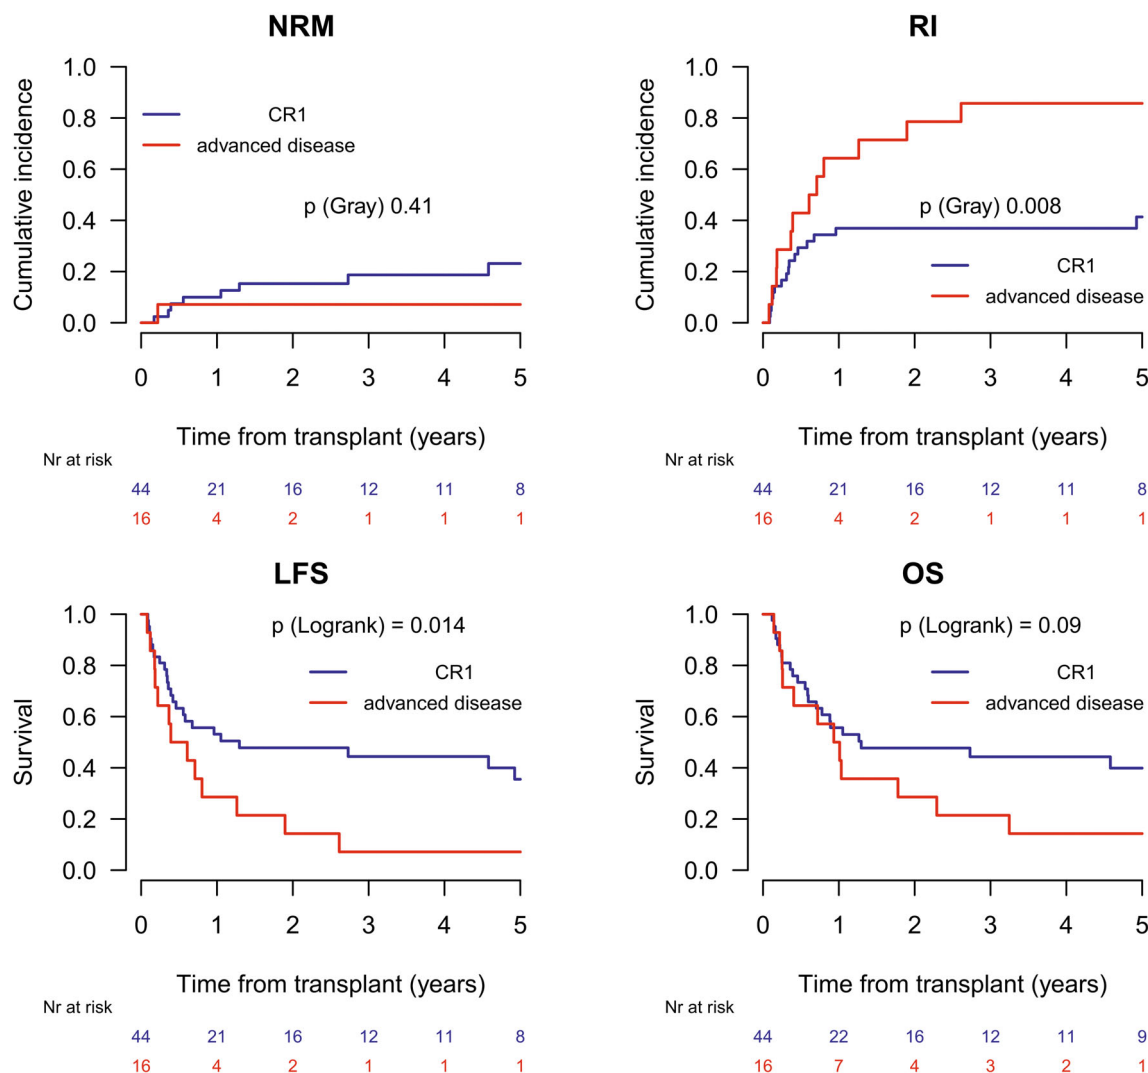 NRM
1.0
0.8
0.6
0.4
0.2
0.0
Cumulative incidence
CR1
advanced disease
p (Gray) 0.41
0 1 2 3 4 5
Time from transplant (years)
Nr at risk
44 21 16 12 11 8
16 4 2 1 1 1
RI
1.0
0.8
0.6
0.4
0.2
0.0
Cumulative incidence
p (Gray) 0.008
CR1
advanced disease
0 1 2 3 4 5
Time from transplant (years)
Nr at risk
44 21 16 12 11 8
16 4 2 1 1 1
LFS
1.0
0.8
0.6
0.4
0.2
0.0
Survival
p (Logrank) = 0.014
CR1
advanced disease
0 1 2 3 4 5
Time from transplant (years)
Nr at risk
44 21 16 12 11 8
16 4 2 1 1 1
OS
1.0
0.8
0.6
0.4
0.2
0.0
Survival
p (Logrank) = 0.09
CR1
advanced disease
0 1 2 3 4 5
Time from transplant (years)
Nr at risk
44 22 16 12 11 9
16 7 4 3 2 1